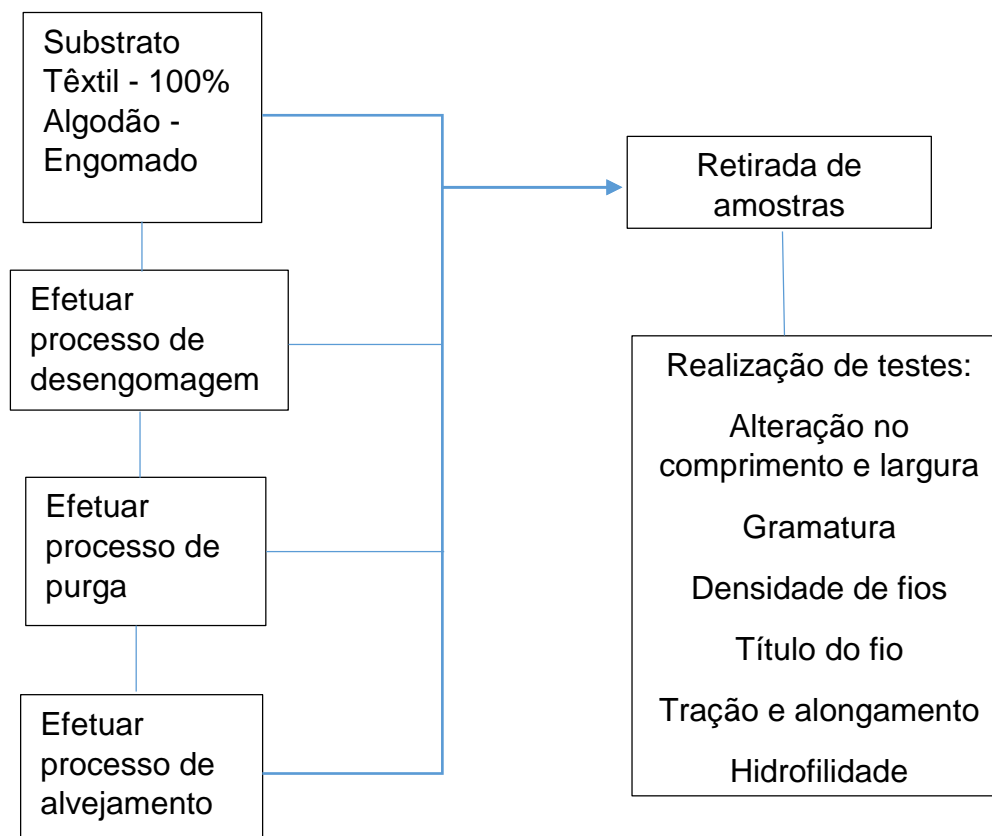 Substrato
Têxtil - 100%
Algodão -
Engomado
Efetuar
processo de
desengomagem
Efetuar
processo de
purga
Efetuar
processo de
alvejamento
Retirada de
amostras
Realização de testes:
Alteração no
comprimento e largura
Gramatura
Densidade de fios
Título do fio
Tração e alongamento
Hidrofilidade